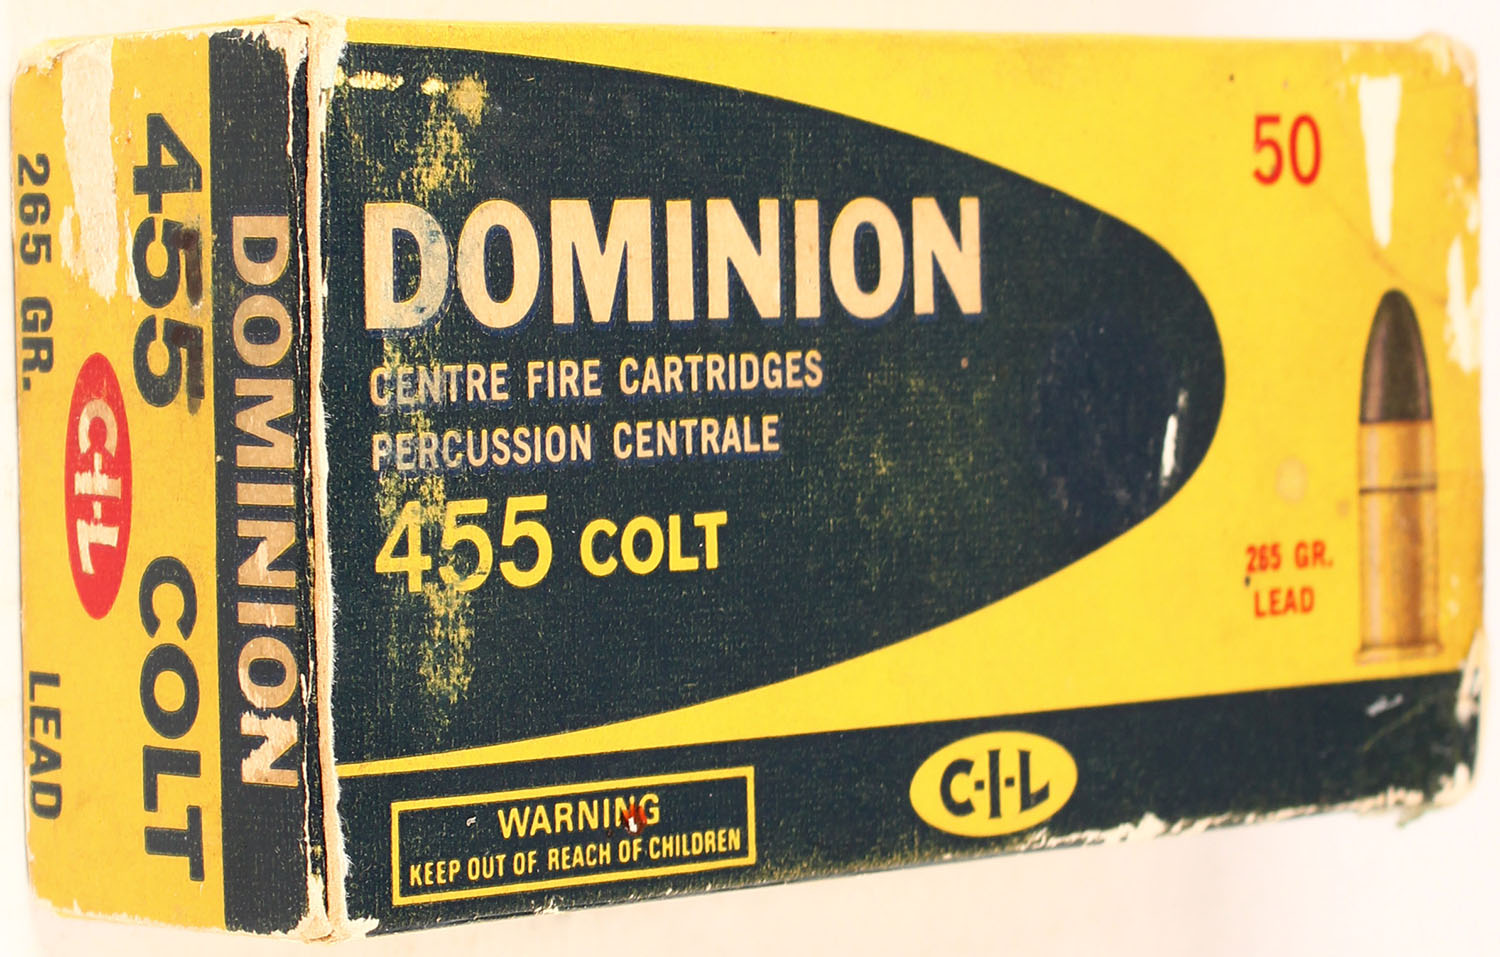 265 GR. LEAD
455 COLT
C-I-L
DOMINION
50
DOMINION
CENTRE FIRE CARTRIDGES
PERCUSSION CENTRALE
455 COLT
265 GR.
LEAD
C-I-L
WARNING
KEEP OUT OF REACH OF CHILDREN